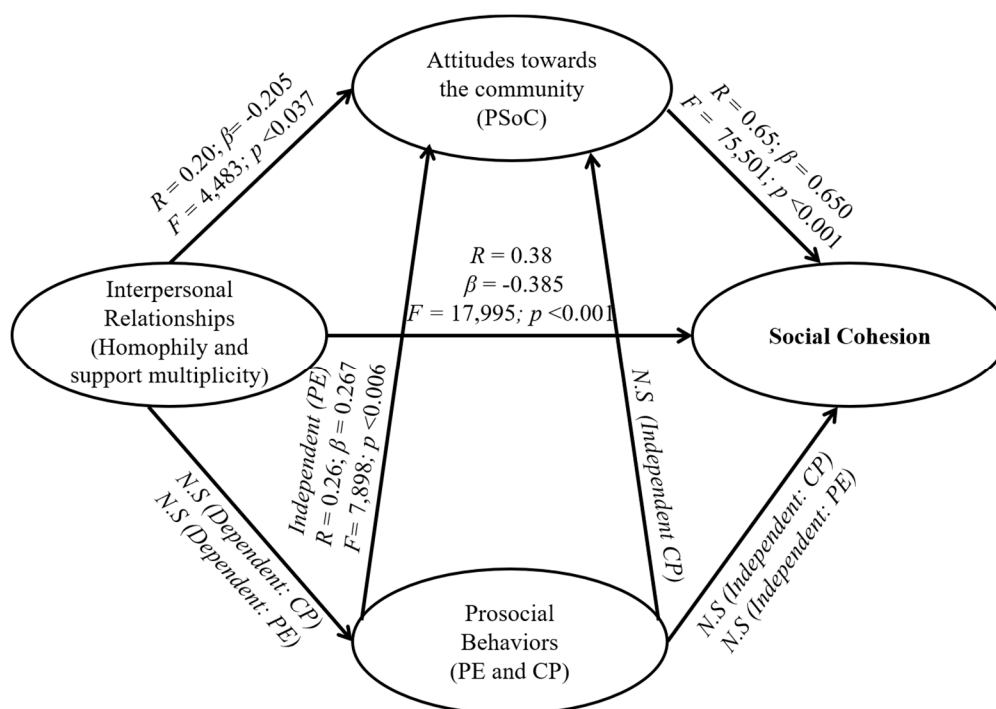 Attitudes towards
the community
(PSoC)
R = 0.20; β= -0.205
F = 4,483; p <0.037
R = 0.65; β = 0.650
F = 75,501; p <0.001
R = 0.38
β = -0.385
F = 17,995; p <0.001
Interpersonal
Relationships
(Homophily and
support multiplicity)
Social Cohesion
Independent (PE)
R = 0.26; β = 0.267
F = 7,898; p <0.006
N.S (Independent CP)
N.S (Dependent: CP)
N.S (Dependent: PE)
N.S (Independent: CP)
N.S (Independent: PE)
Prosocial
Behaviors
(PE and CP)